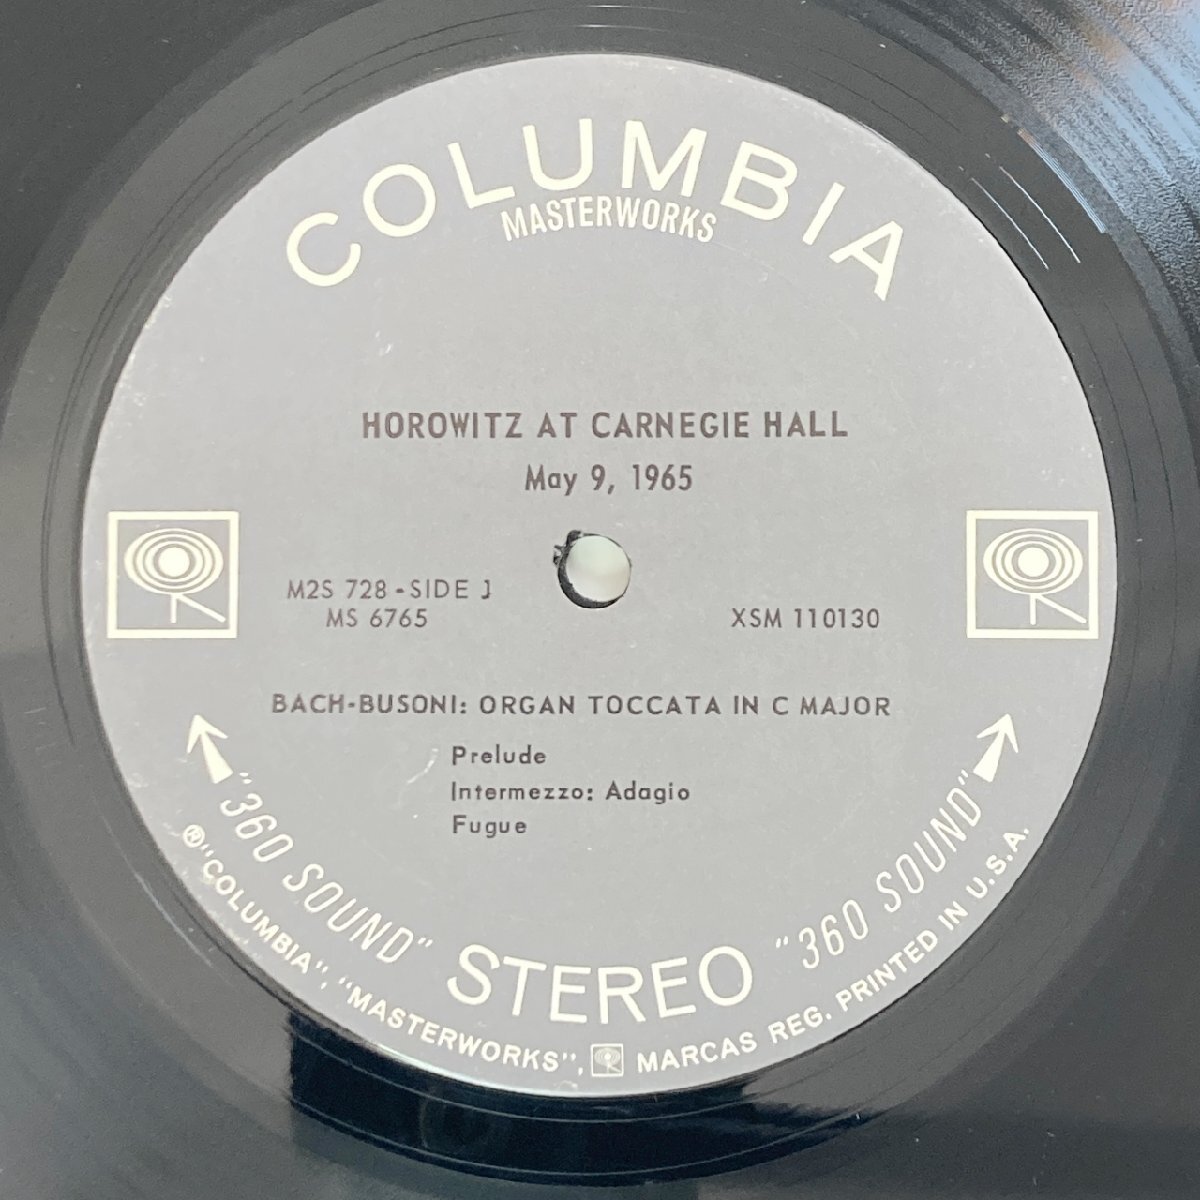 COLUMBIA
MASTERWORKS
HOROWITZ AT CARNEGIE HALL
May 9, 1965
M2S 728 - SIDE 1
MS 6765
XSM 110130
BACH-BUSONI: ORGAN TOCCATA IN C MAJOR
Prelude
Intermezzo: Adagio
Fugue
"360 SOUND" STEREO "360 SOUND"
®"COLUMBIA", "MASTERWORKS", MARCAS REG. PRINTED IN U.S.A.